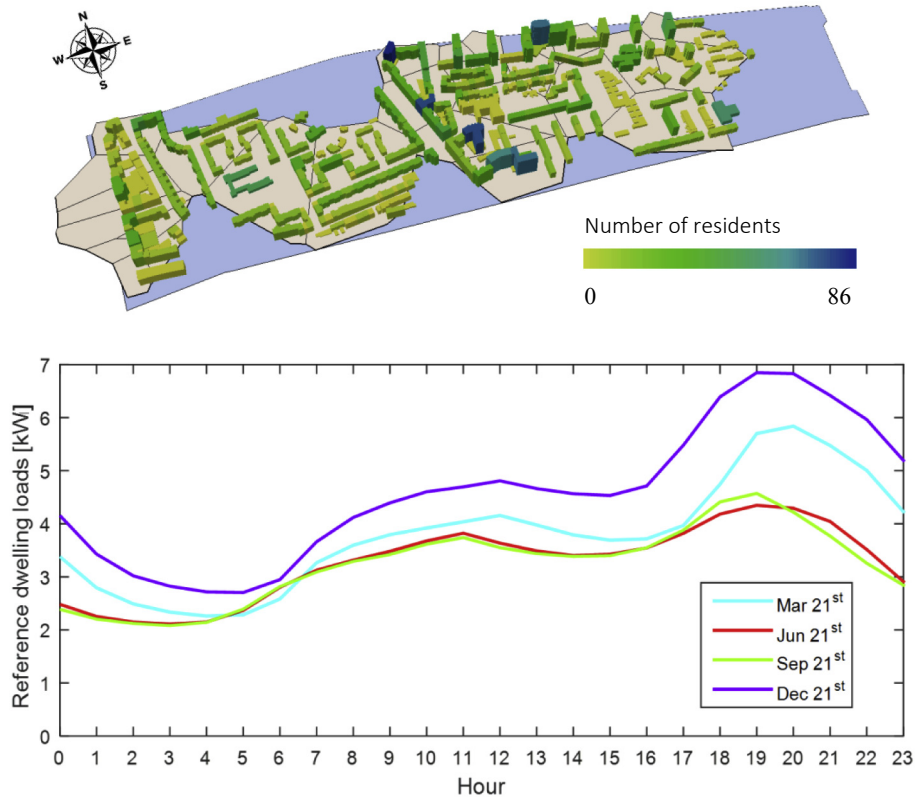 N
W E
S
Number of residents
0 86
Reference dwelling loads [kW]
7
6
5
4
3
2
1
0
Mar 21st
Jun 21st
Sep 21st
Dec 21st
0 1 2 3 4 5 6 7 8 9 10 11 12 13 14 15 16 17 18 19 20 21 22 23
Hour